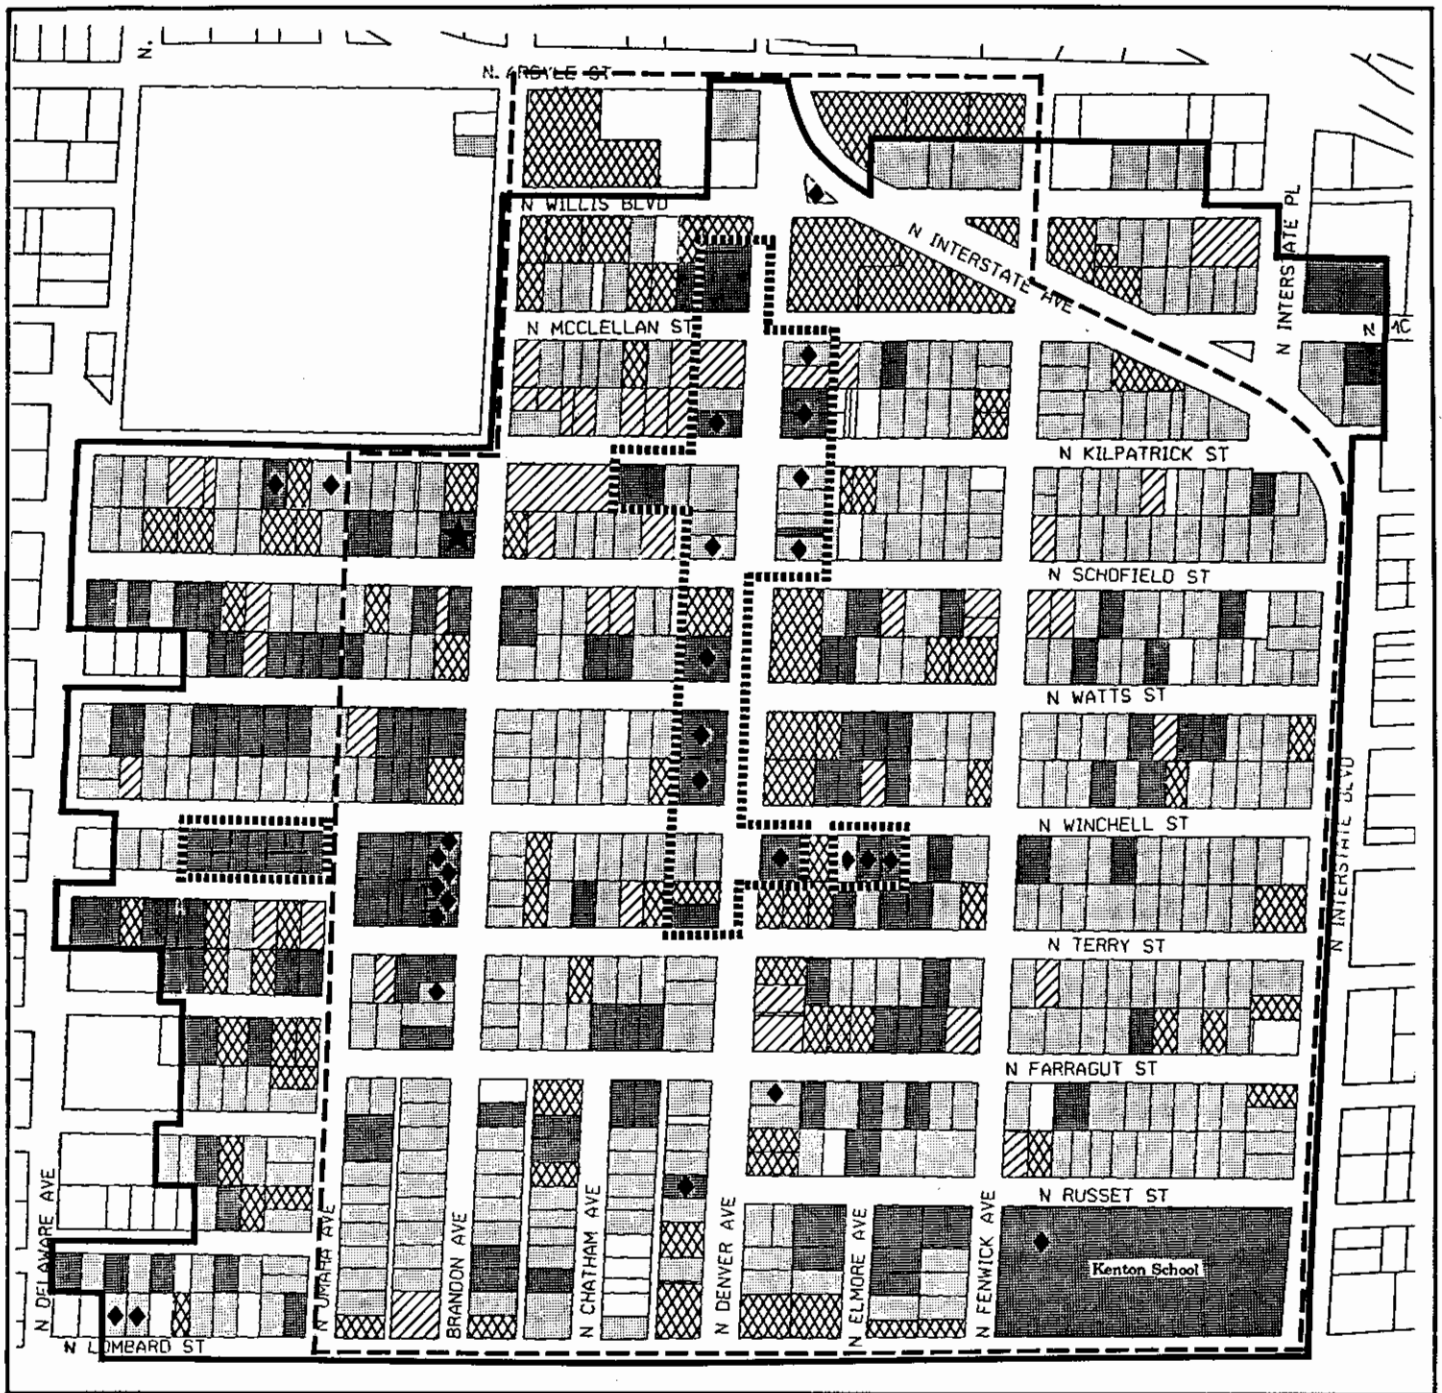 N.
N. ARGYLE ST
N WILLIS BLVD
N INTERSTATE AVE
N INTERSTATE PL
N MCCLELLAN ST
N MC
N KILPATRICK ST
N SCHOFIELD ST
N WATTS ST
N WINCHELL ST
N INTERSTATE BLVD
N TERRY ST
N FARRAGUT ST
N RUSSET ST
N DELAWARE AVE
N OMAHA AVE
BRANDON AVE
N CHATHAM AVE
N DENVER AVE
N ELMORE AVE
N FENWICK AVE
Kenton School
N LOMBARD ST